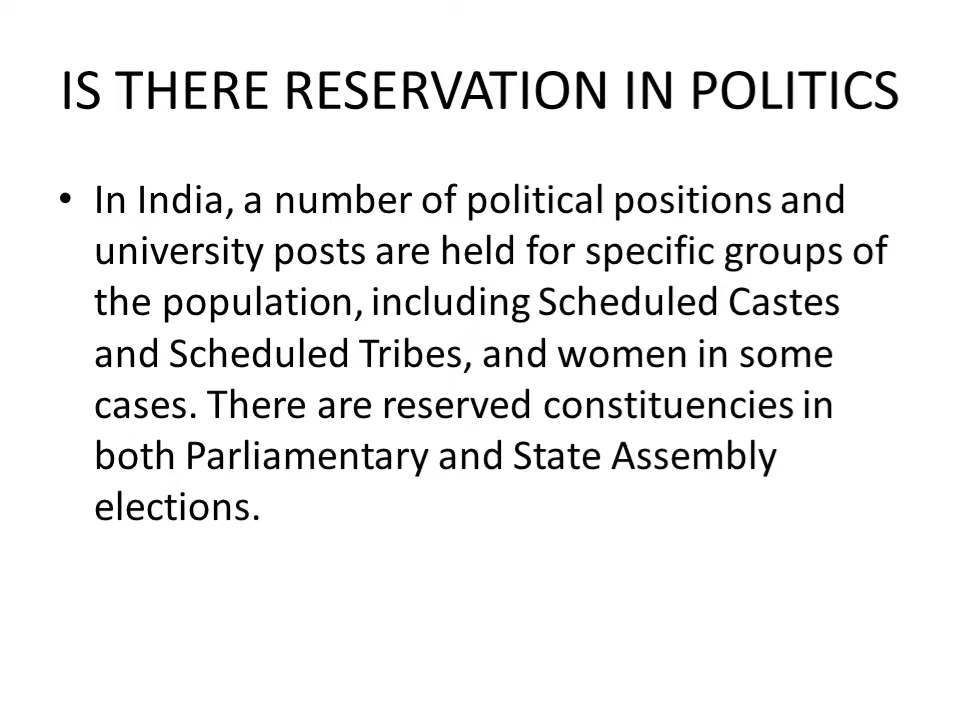 IS THERE RESERVATION IN POLITICS
• In India, a number of political positions and
university posts are held for specific groups of
the population, including Scheduled Castes
and Scheduled Tribes, and women in some
cases. There are reserved constituencies in
both Parliamentary and State Assembly
elections.